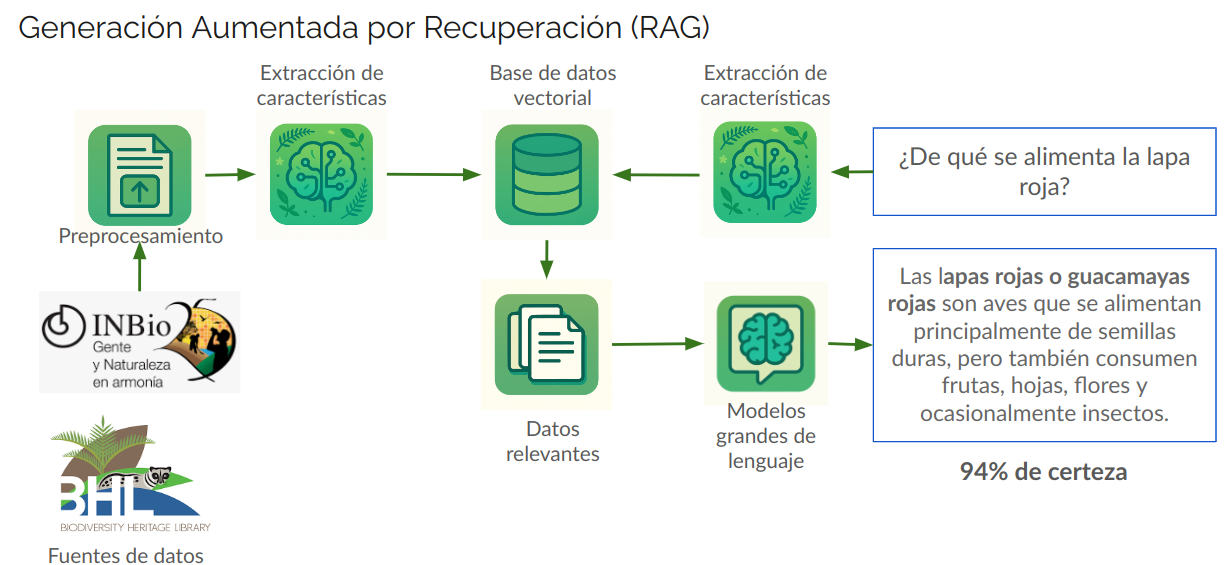 Generación Aumentada por Recuperación (RAG)
Extracción de
características
Base de datos
vectorial
Extracción de
características
¿De qué se alimenta la lapa
roja?
Preprocesamiento
INBio 25
Gente
y Naturaleza
en armonía
Las lapas rojas o guacamayas
rojas son aves que se alimentan
principalmente de semillas
duras, pero también consumen
frutas, hojas, flores y
ocasionalmente insectos.
94% de certeza
Datos
relevantes
Modelos
grandes de
lenguaje
BHL
BIODIVERSITY HERITAGE LIBRARY
Fuentes de datos